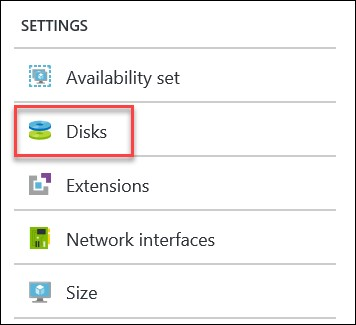 SETTINGS
Availability set
Disks
Extensions
Network interfaces
Size